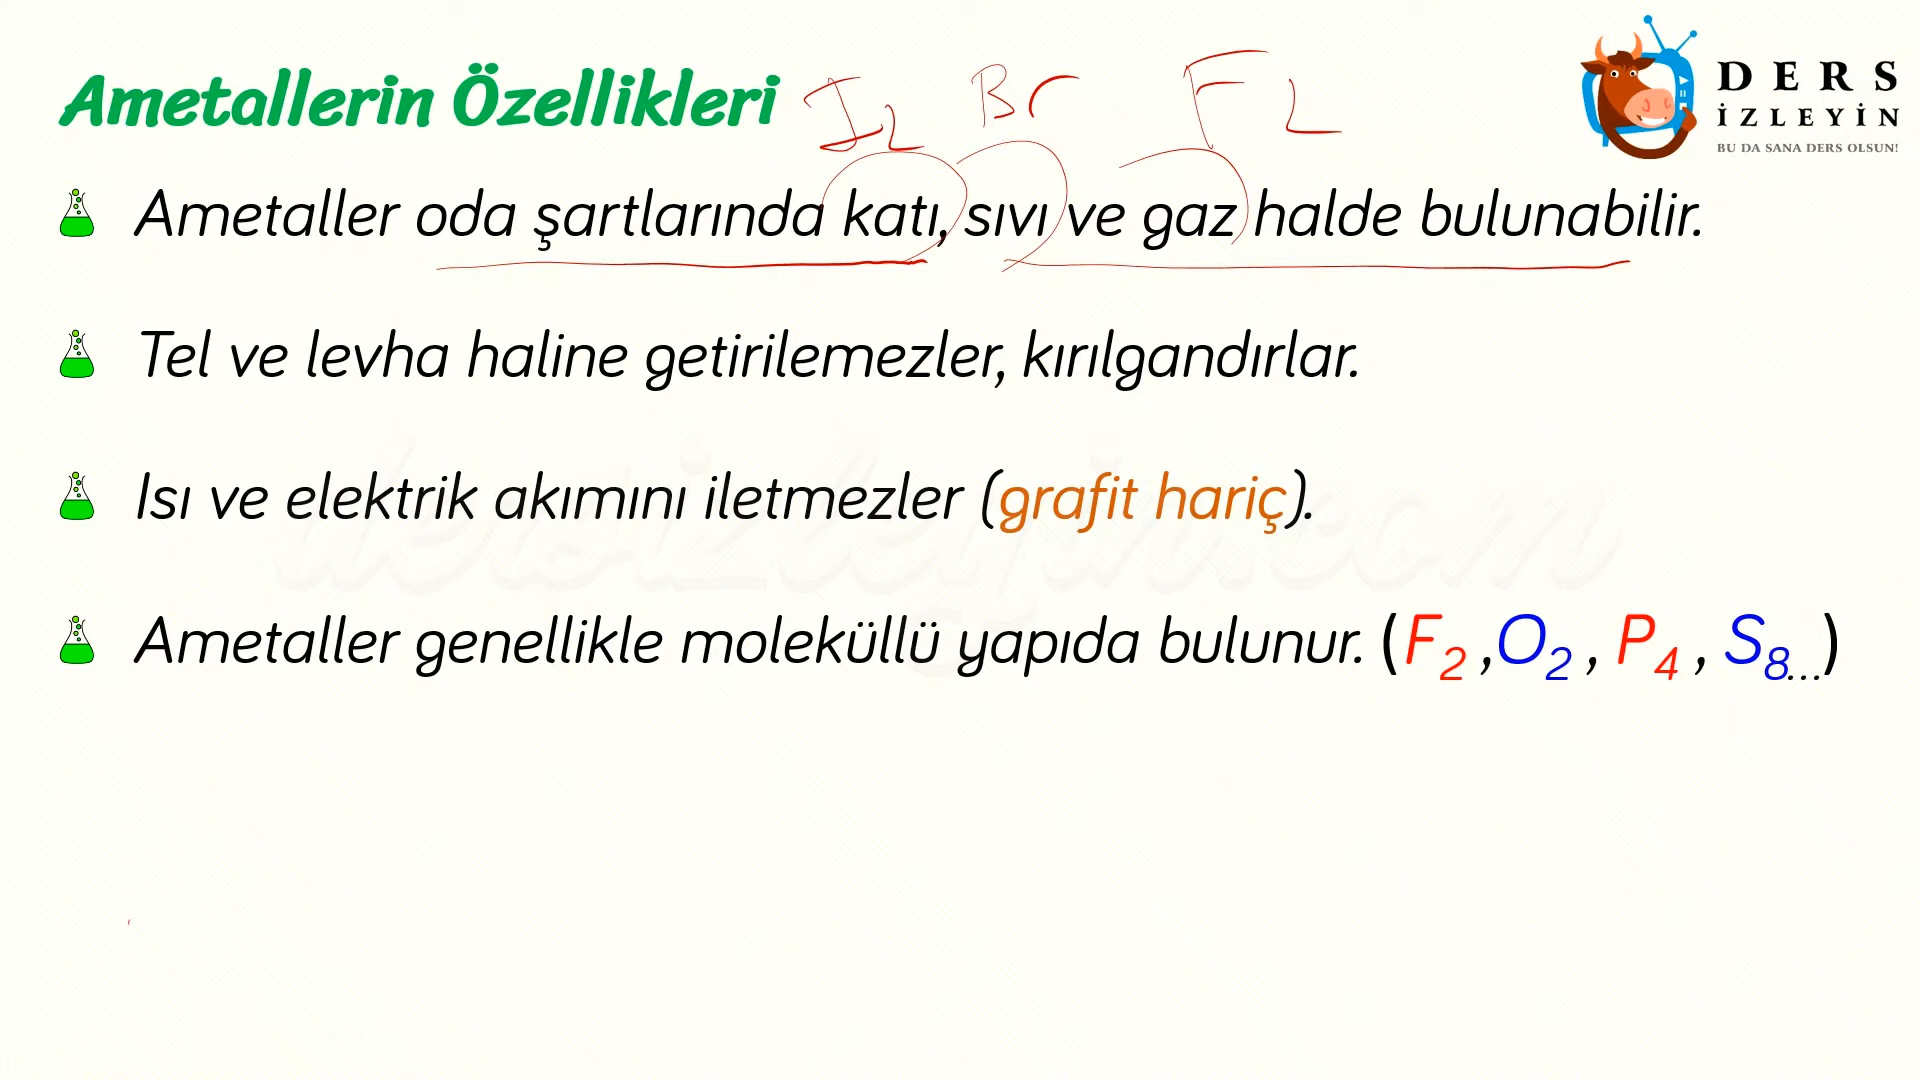 Ametallerin Özellikleri I2 Br F2
DERS
İZLEYİN
BU DA SANA DERS OLSUN!
Ametaller oda şartlarında katı, sıvı ve gaz halde bulunabilir.
Tel ve levha haline getirilemezler, kırılgandırlar.
Isı ve elektrik akımını iletmezler (grafit hariç).
Ametaller genellikle moleküllü yapıda bulunur. (F2 ,O2 , P4 , S8...)